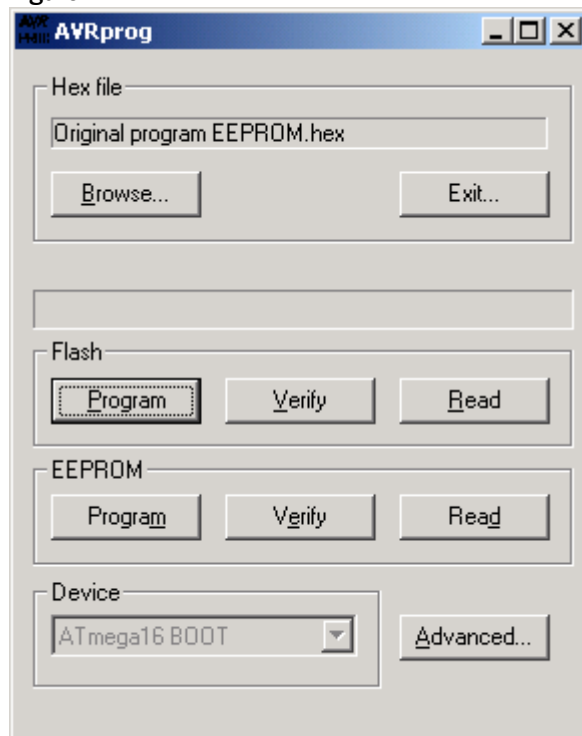 AVRprog
Hex file
Original program EEPROM.hex
Browse... Exit...
Flash
Program Verify Read
EEPROM
Program Verify Read
Device
ATmega16 BOOT Advanced...